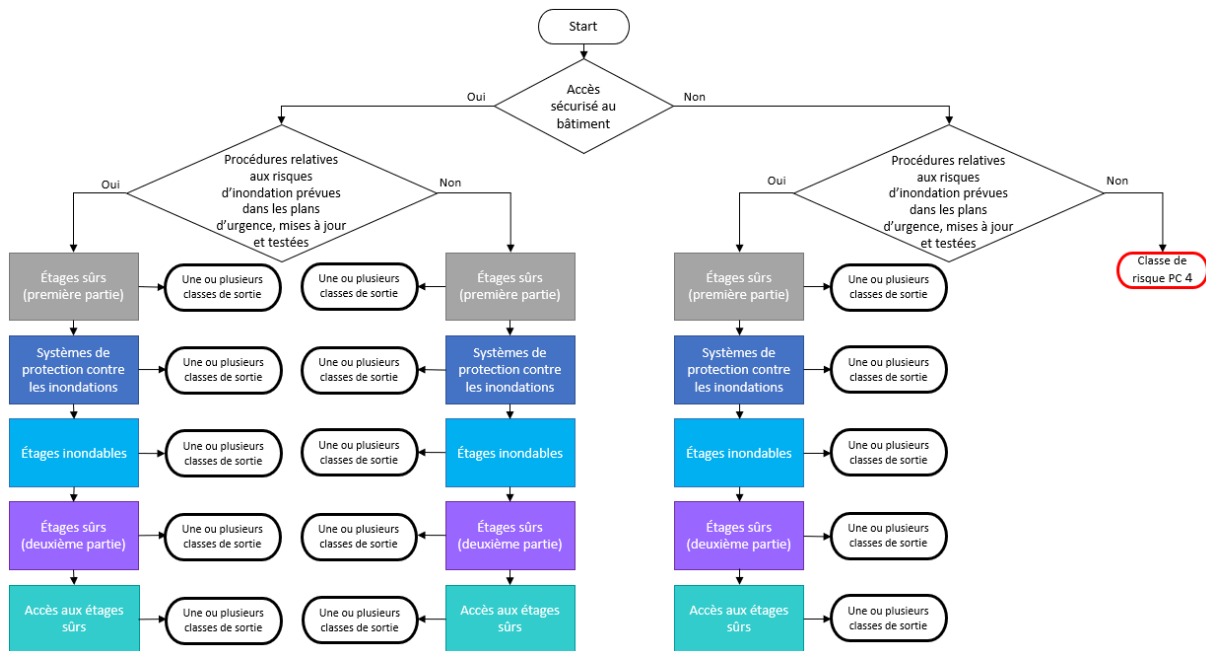 Start
Accès
sécurisé au
bâtiment
Oui
Non
Procédures relatives
aux risques
d’inondation prévues
dans les plans
d’urgence, mises à jour
et testées
Oui
Non
Procédures relatives
aux risques
d’inondation prévues
dans les plans
d’urgence, mises à jour
et testées
Oui
Non
Classe de
risque PC 4
Étages sûrs
(première partie)
Une ou plusieurs
classes de sortie
Une ou plusieurs
classes de sortie
Étages sûrs
(première partie)
Étages sûrs
(première partie)
Une ou plusieurs
classes de sortie
Systèmes de
protection contre
les inondations
Une ou plusieurs
classes de sortie
Une ou plusieurs
classes de sortie
Systèmes de
protection contre
les inondations
Systèmes de
protection contre
les inondations
Une ou plusieurs
classes de sortie
Étages inondables
Une ou plusieurs
classes de sortie
Une ou plusieurs
classes de sortie
Étages inondables
Étages inondables
Une ou plusieurs
classes de sortie
Étages sûrs
(deuxième partie)
Une ou plusieurs
classes de sortie
Une ou plusieurs
classes de sortie
Étages sûrs
(deuxième partie)
Étages sûrs
(deuxième partie)
Une ou plusieurs
classes de sortie
Accès aux étages
sûrs
Une ou plusieurs
classes de sortie
Une ou plusieurs
classes de sortie
Accès aux étages
sûrs
Accès aux étages
sûrs
Une ou plusieurs
classes de sortie